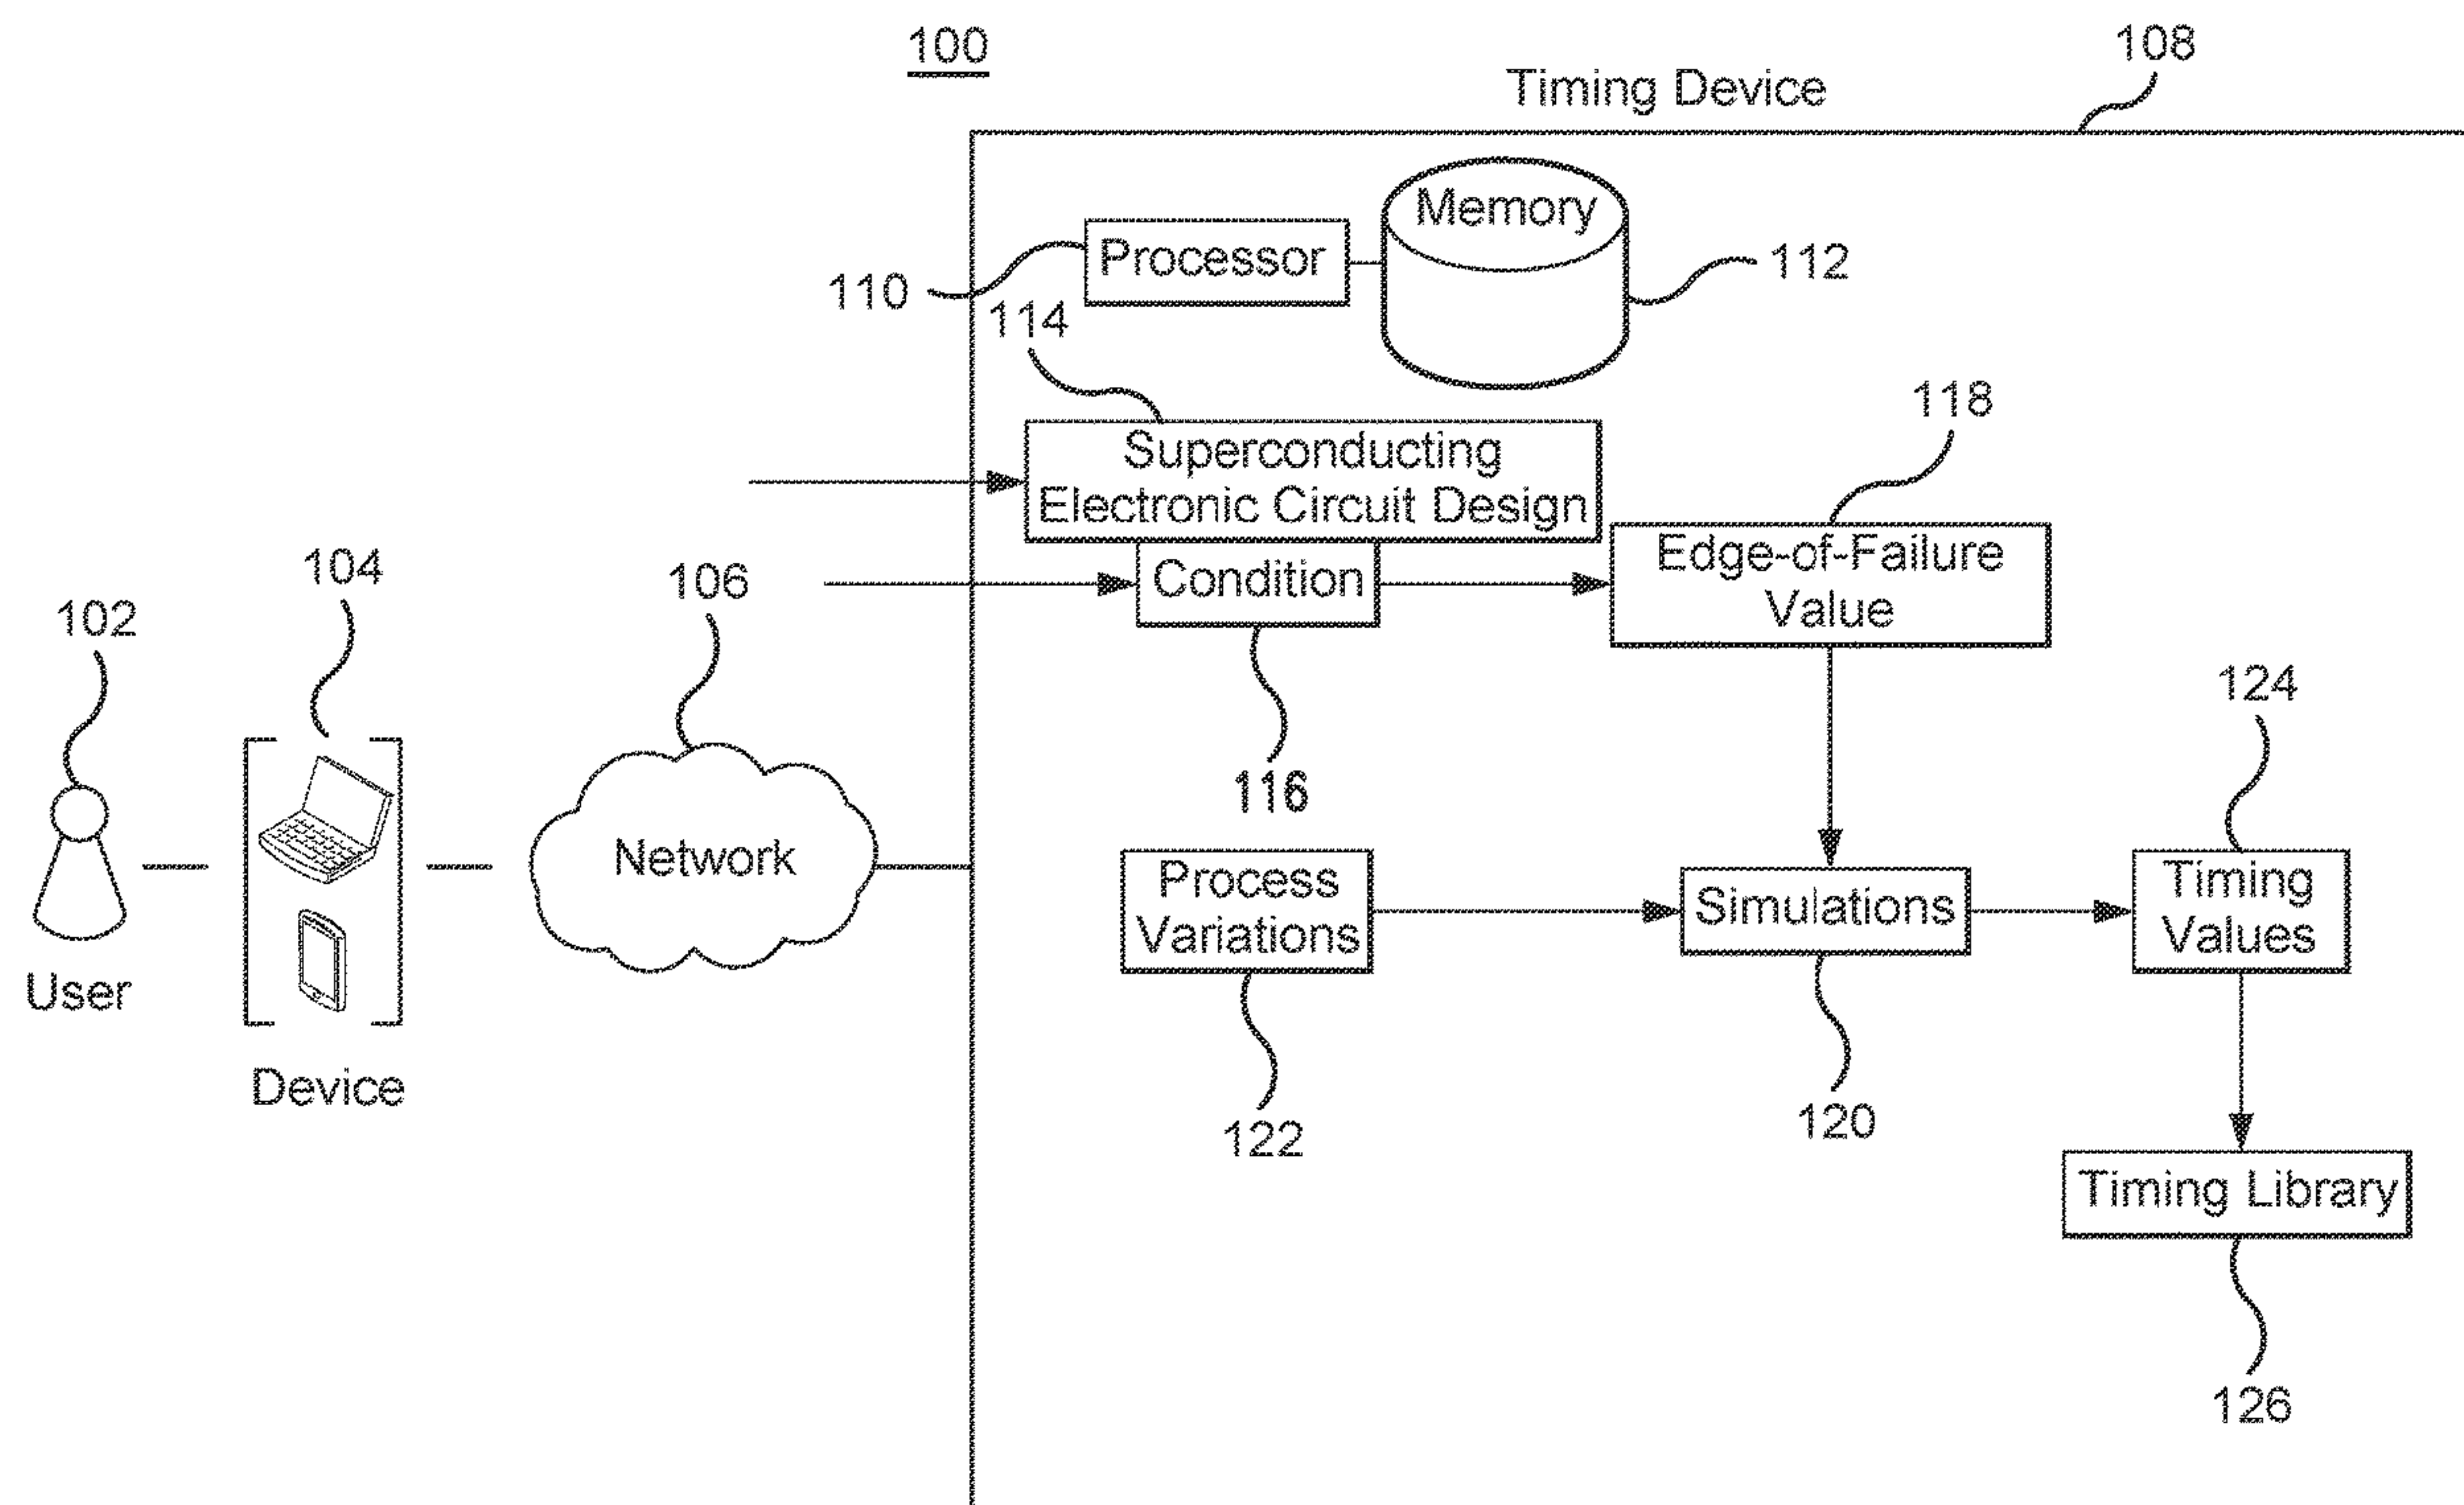 100
108
Timing Device
Memory
Processor
110
112
114
Superconducting
Electronic Circuit Design
118
Condition
Edge-of-Failure
Value
104
106
102
116
124
Network
Process
Variations
Simulations
Timing
Values
User
Device
122
120
Timing Library
126